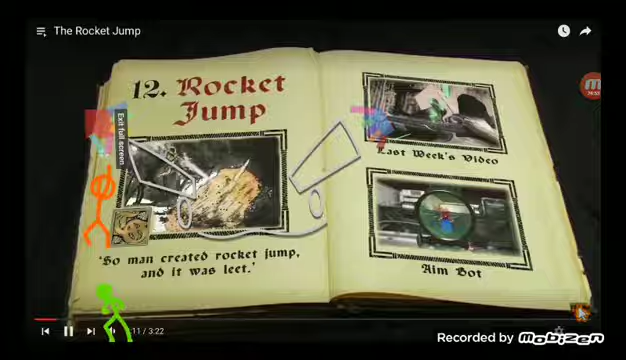 The Rocket Jump
12. Rocket
Jump
Exit full screen
Last Week's Video
'So man created rocket jump,
and it was leet.'
Aim Bot
:11 / 3:22
Recorded by mobizen